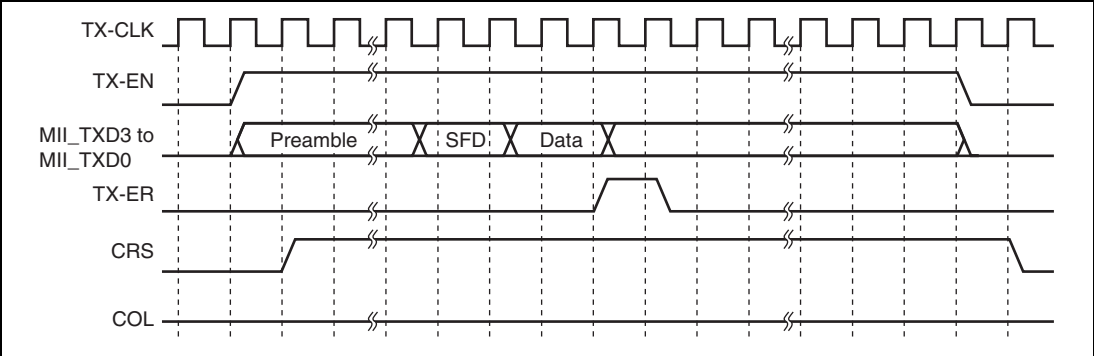 TX-CLK
TX-EN
MII_TXD3 to
MII_TXD0
Preamble
SFD
Data
TX-ER
CRS
COL